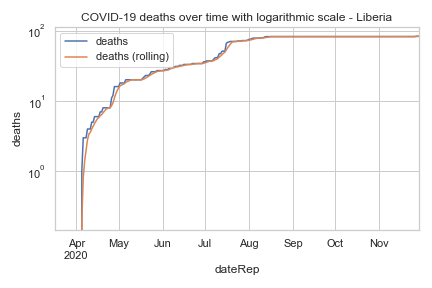 COVID-19 deaths over time with logarithmic scale - Liberia
deaths
deaths (rolling)
10²
10¹
10⁰
deaths
Apr
2020
May
Jun
Jul
Aug
Sep
Oct
Nov
dateRep